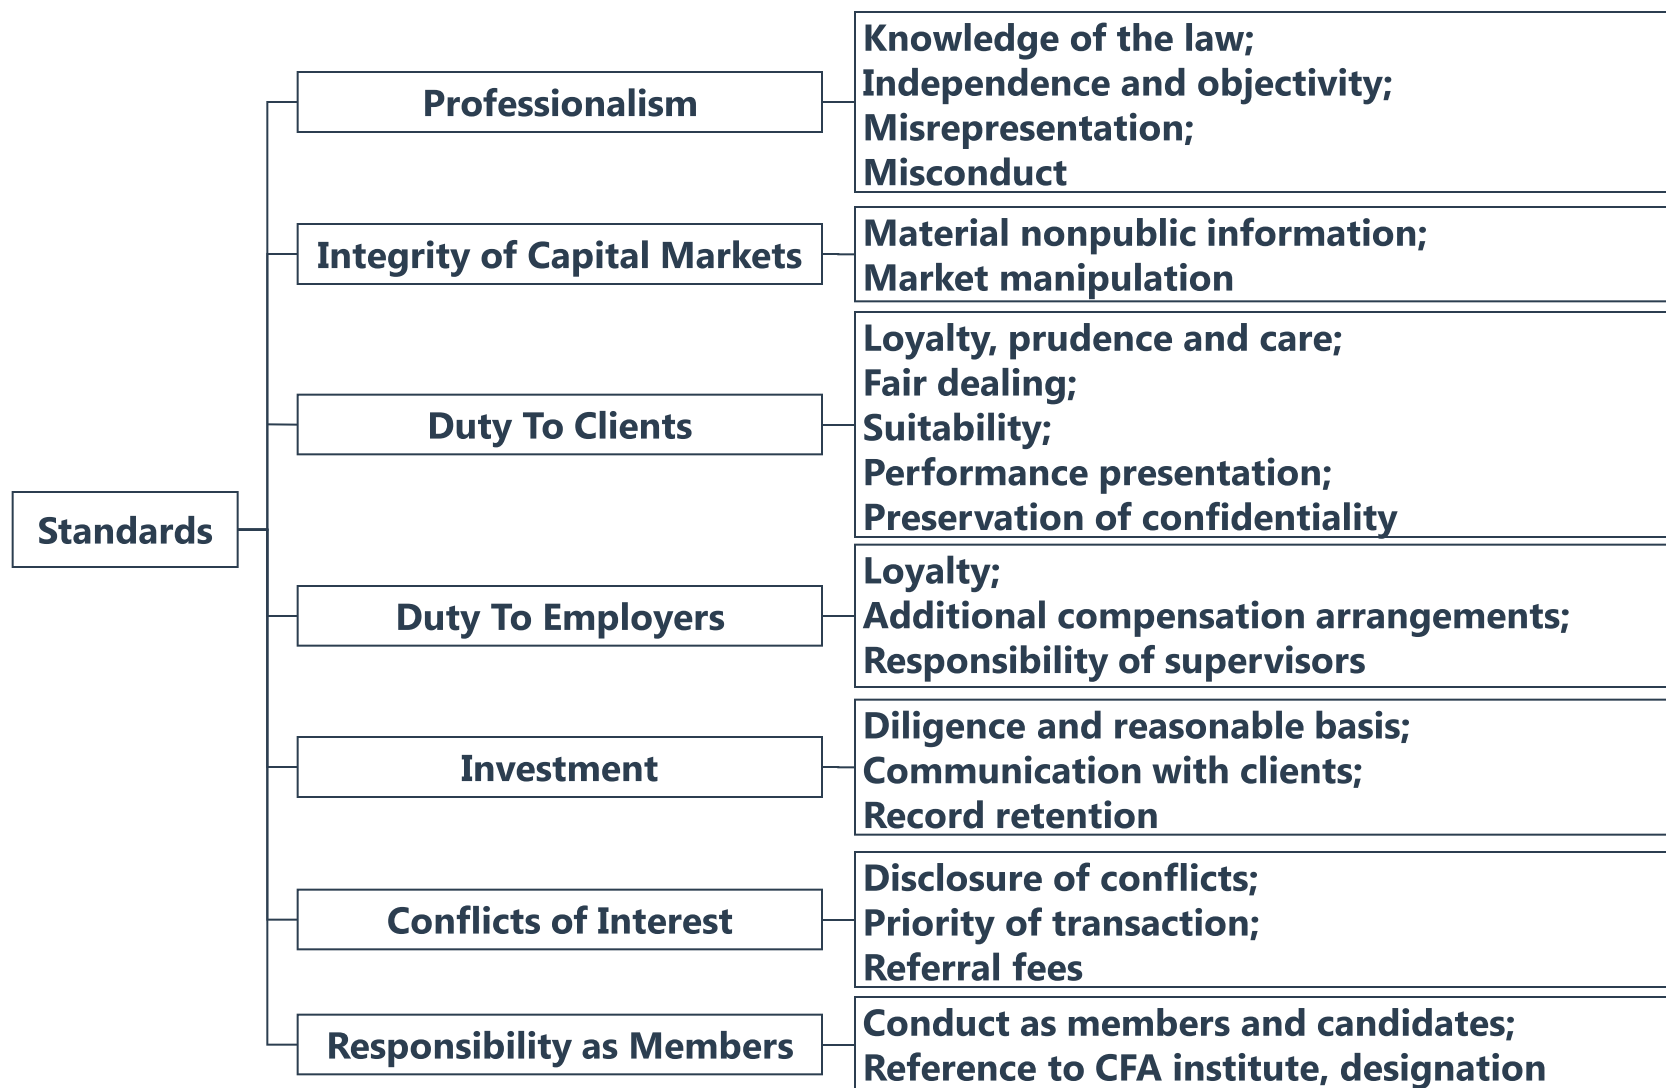 Standards
Professionalism
Knowledge of the law;
Independence and objectivity;
Misrepresentation;
Misconduct
Integrity of Capital Markets
Material nonpublic information;
Market manipulation
Duty To Clients
Loyalty, prudence and care;
Fair dealing;
Suitability;
Performance presentation;
Preservation of confidentiality
Duty To Employers
Loyalty;
Additional compensation arrangements;
Responsibility of supervisors
Investment
Diligence and reasonable basis;
Communication with clients;
Record retention
Conflicts of Interest
Disclosure of conflicts;
Priority of transaction;
Referral fees
Responsibility as Members
Conduct as members and candidates;
Reference to CFA institute, designation